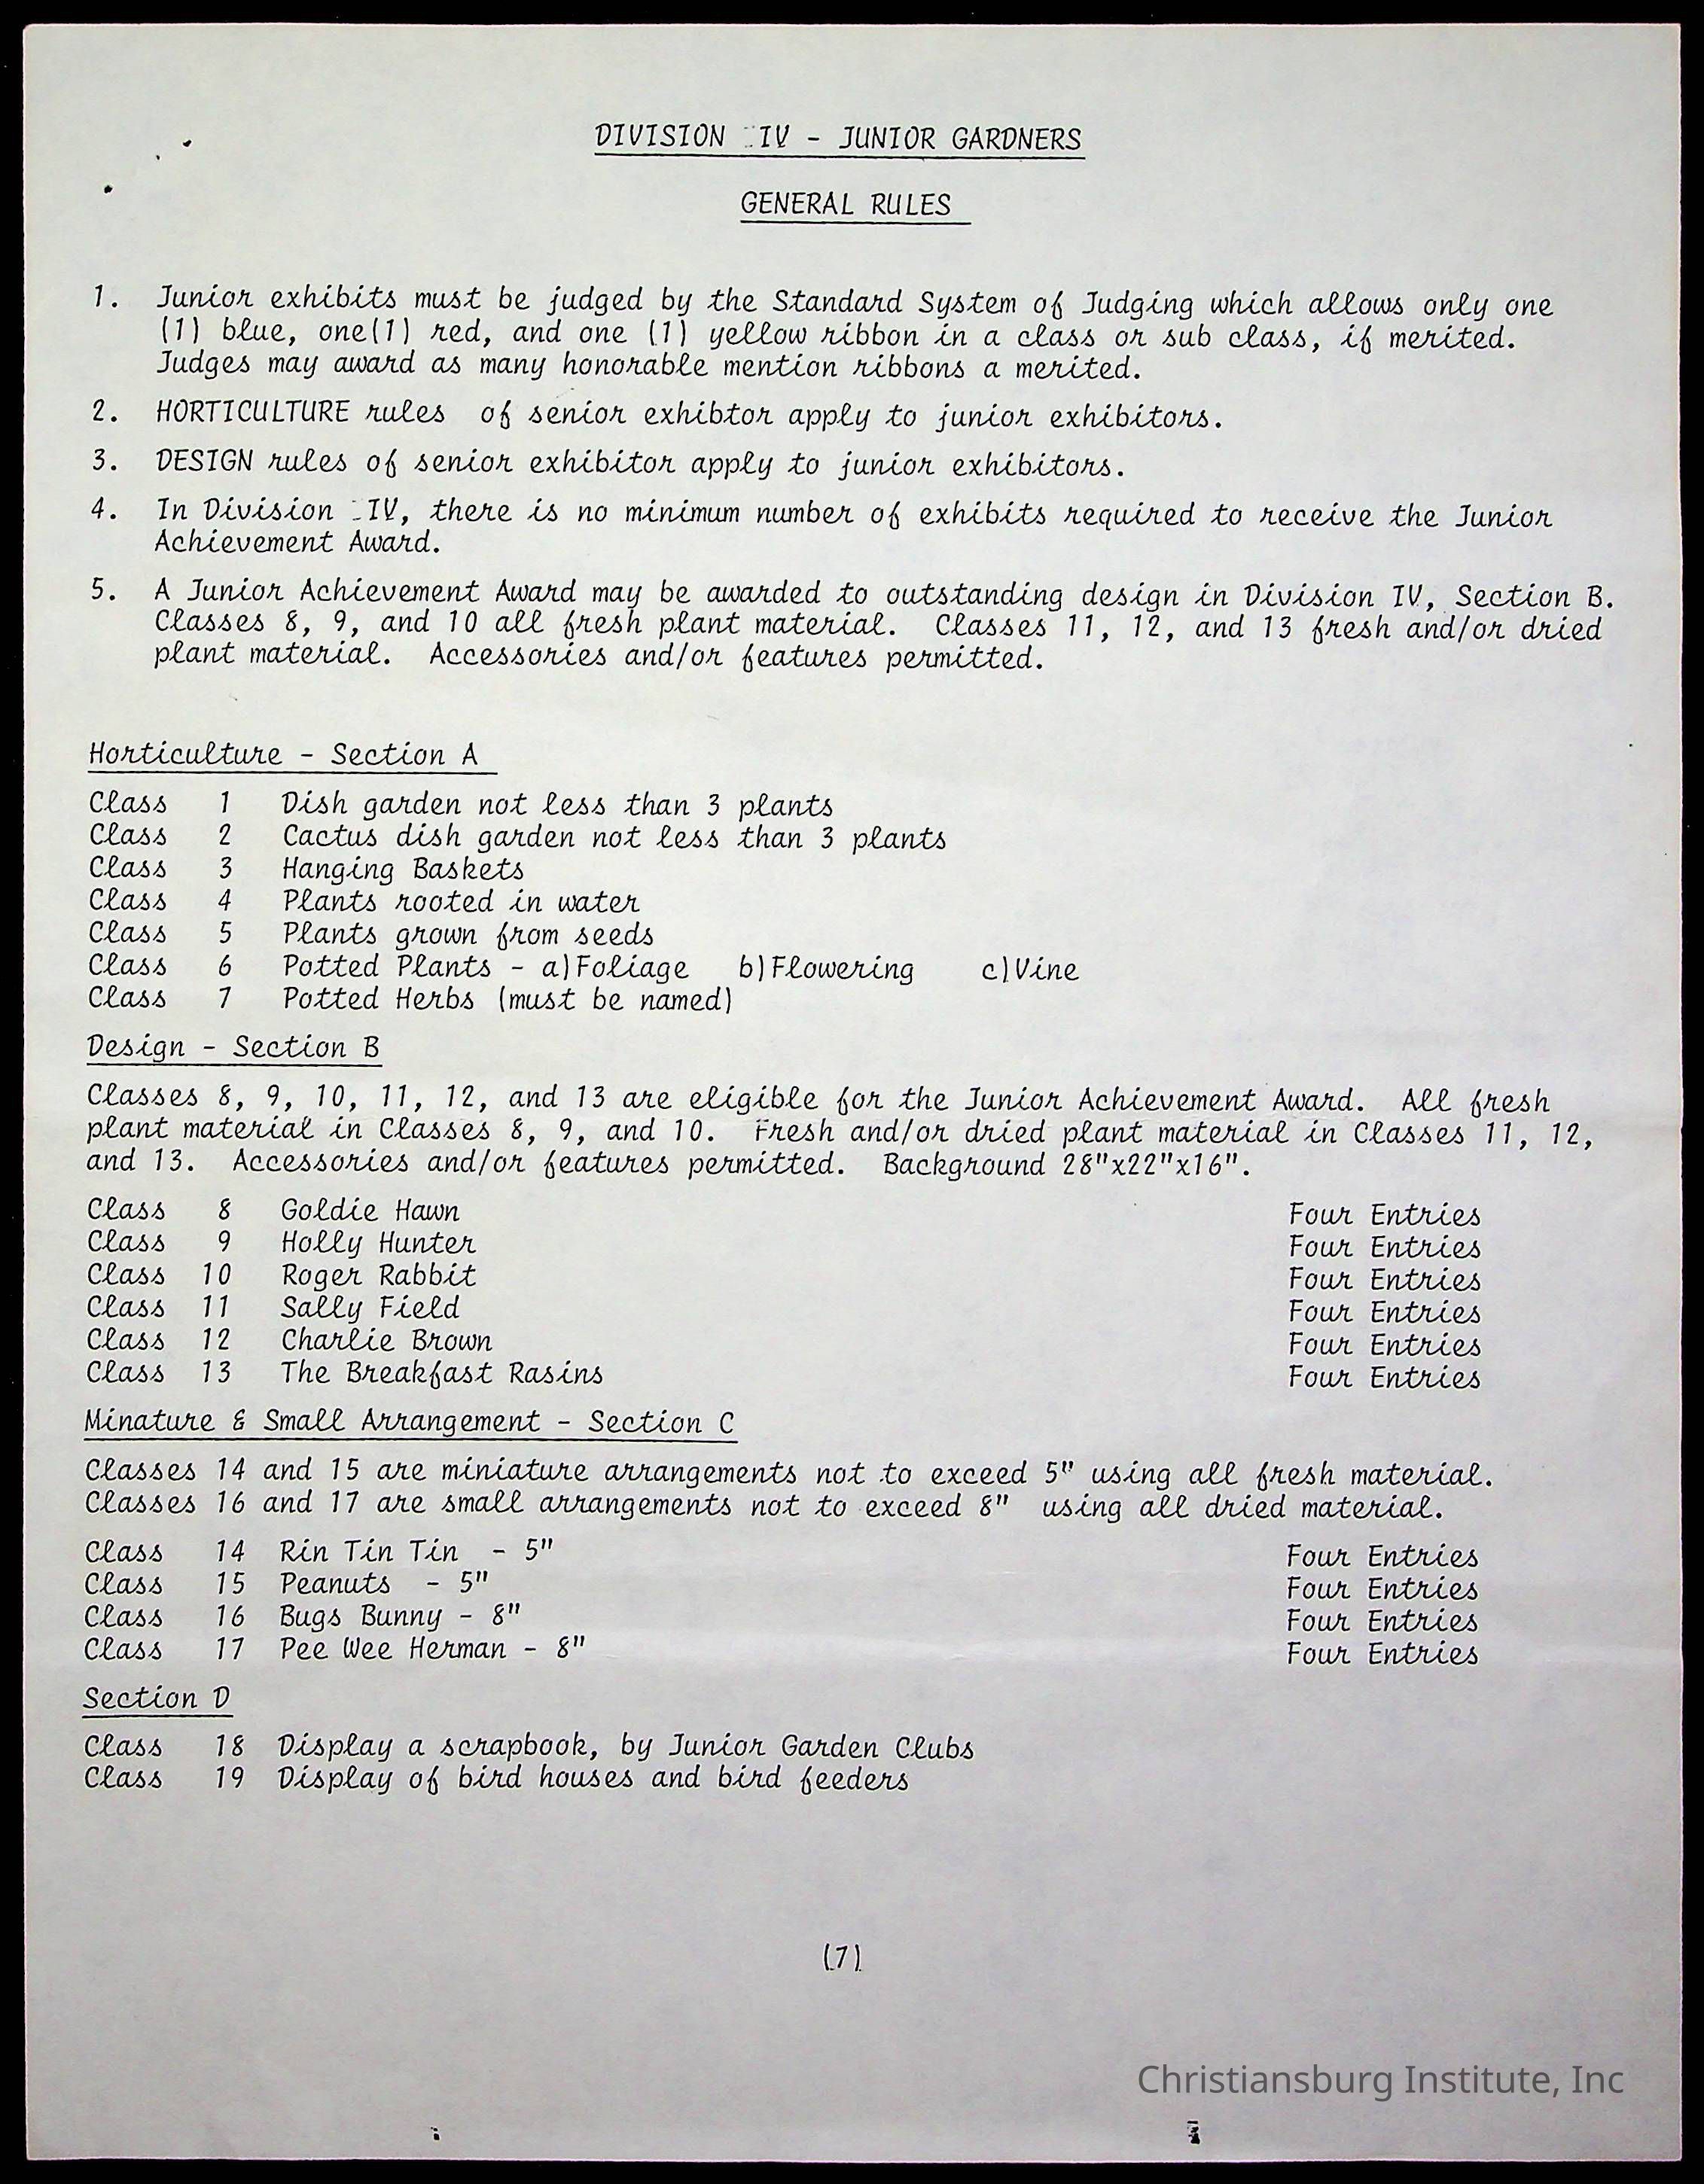 DIVISION IV - JUNIOR GARDNERS
GENERAL RULES
1. Junior exhibits must be judged by the Standard System of Judging which allows only one
(1) blue, one(1) red, and one (1) yellow ribbon in a class or sub class, if merited.
Judges may award as many honorable mention ribbons a merited.
2. HORTICULTURE rules of senior exhibtor apply to junior exhibitors.
3. DESIGN rules of senior exhibitor apply to junior exhibitors.
4. In Division IV, there is no minimum number of exhibits required to receive the Junior
Achievement Award.
5. A Junior Achievement Award may be awarded to outstanding design in Division IV, Section B.
Classes 8, 9, and 10 all fresh plant material. Classes 11, 12, and 13 fresh and/or dried
plant material. Accessories and/or features permitted.
Horticulture - Section A
Class 1 Dish garden not less than 3 plants
Class 2 Cactus dish garden not less than 3 plants
Class 3 Hanging Baskets
Class 4 Plants rooted in water
Class 5 Plants grown from seeds
Class 6 Potted Plants - a)Foliage b)Flowering c)Vine
Class 7 Potted Herbs (must be named)
Design - Section B
Classes 8, 9, 10, 11, 12, and 13 are eligible for the Junior Achievement Award. All fresh
plant material in Classes 8, 9, and 10. Fresh and/or dried plant material in Classes 11, 12,
and 13. Accessories and/or features permitted. Background 28"x22"x16".
Class 8 Goldie Hawn Four Entries
Class 9 Holly Hunter Four Entries
Class 10 Roger Rabbit Four Entries
Class 11 Sally Field Four Entries
Class 12 Charlie Brown Four Entries
Class 13 The Breakfast Rasins Four Entries
Minature & Small Arrangement - Section C
Classes 14 and 15 are miniature arrangements not to exceed 5" using all fresh material.
Classes 16 and 17 are small arrangements not to exceed 8" using all dried material.
Class 14 Rin Tin Tin - 5" Four Entries
Class 15 Peanuts - 5" Four Entries
Class 16 Bugs Bunny - 8" Four Entries
Class 17 Pee Wee Herman - 8" Four Entries
Section D
Class 18 Display a scrapbook, by Junior Garden Clubs
Class 19 Display of bird houses and bird feeders
(7)
Christiansburg Institute, Inc